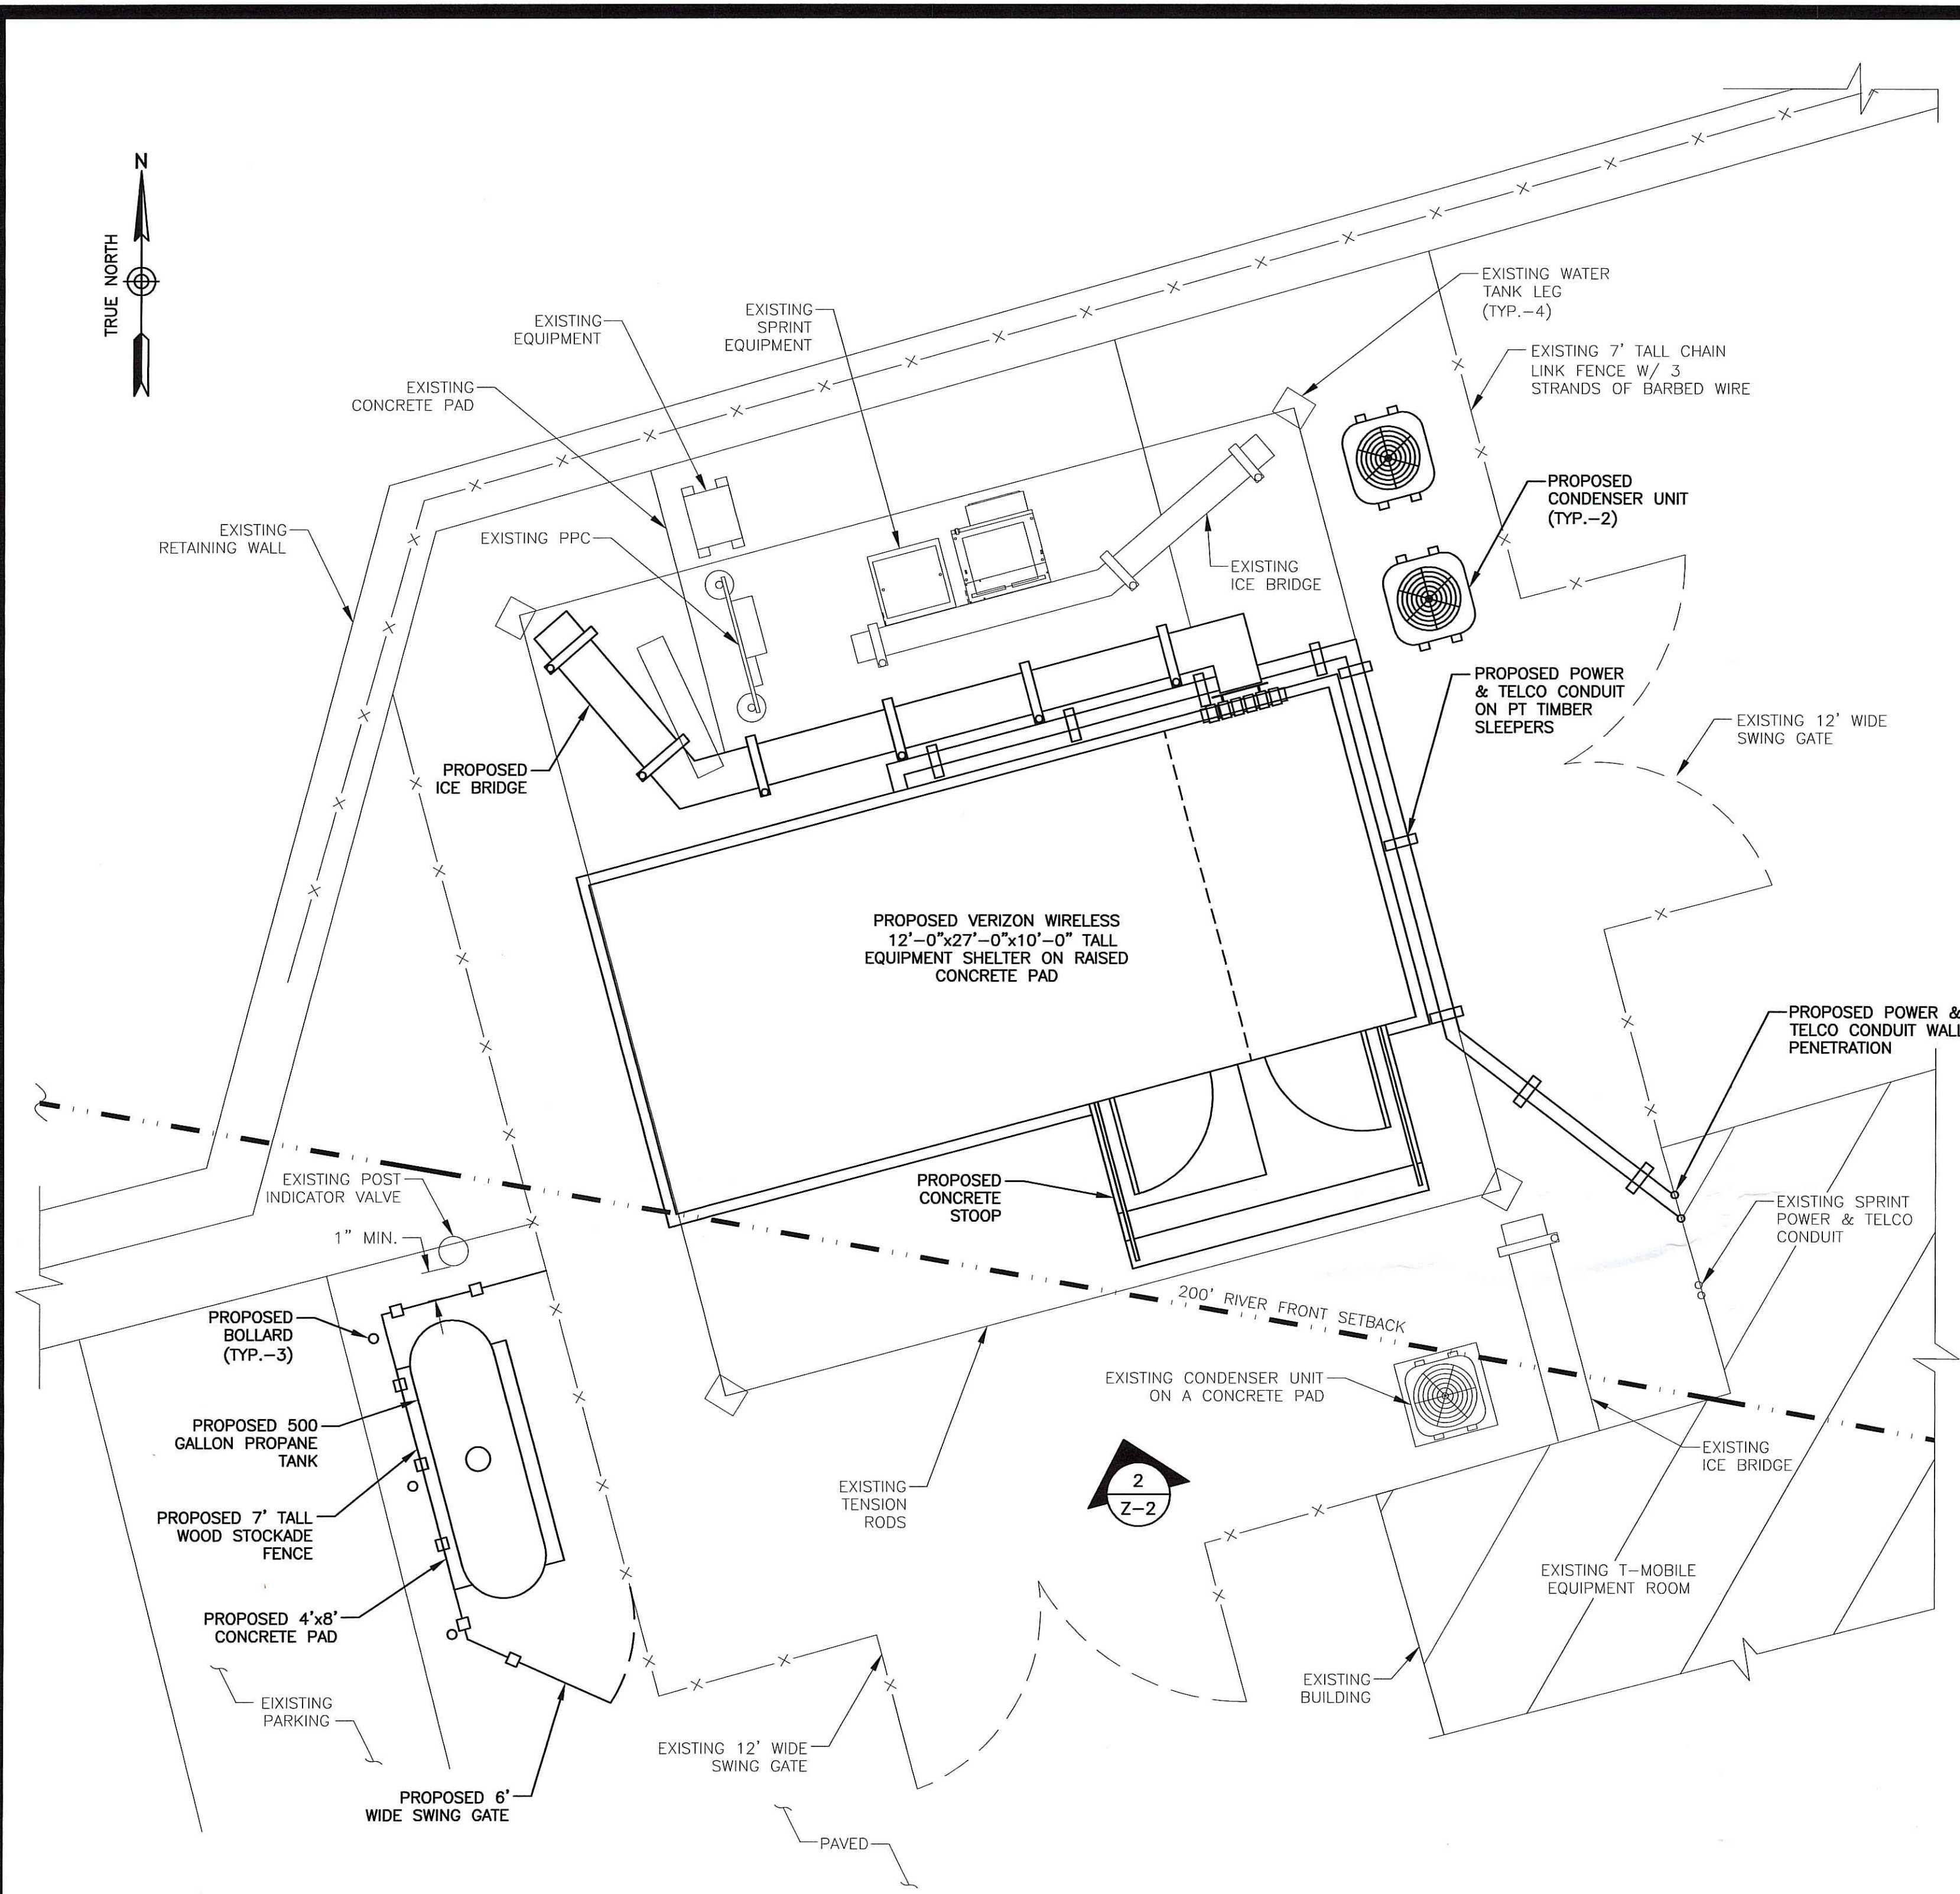 N
TRUE NORTH
EXISTING
EQUIPMENT
EXISTING
SPRINT
EQUIPMENT
EXISTING WATER
TANK LEG
(TYP.-4)
EXISTING 7' TALL CHAIN
LINK FENCE W/ 3
STRANDS OF BARBED WIRE
EXISTING
CONCRETE PAD
PROPOSED
CONDENSER UNIT
(TYP.-2)
EXISTING
RETAINING WALL
EXISTING PPC
EXISTING
ICE BRIDGE
PROPOSED POWER
& TELCO CONDUIT
ON PT TIMBER
SLEEPERS
EXISTING 12' WIDE
SWING GATE
PROPOSED
ICE BRIDGE
PROPOSED VERIZON WIRELESS
12'-0"x27'-0"x10'-0" TALL
EQUIPMENT SHELTER ON RAISED
CONCRETE PAD
PROPOSED POWER &
TELCO CONDUIT WALL
PENETRATION
EXISTING POST
INDICATOR VALVE
1" MIN.
PROPOSED
CONCRETE
STOOP
EXISTING SPRINT
POWER & TELCO
CONDUIT
200' RIVER FRONT SETBACK
PROPOSED
BOLLARD
(TYP.-3)
EXISTING CONDENSER UNIT
ON A CONCRETE PAD
PROPOSED 500
GALLON PROPANE
TANK
EXISTING
ICE BRIDGE
EXISTING
TENSION
RODS
2
Z-2
PROPOSED 7' TALL
WOOD STOCKADE
FENCE
EXISTING T-MOBILE
EQUIPMENT ROOM
PROPOSED 4'x8'
CONCRETE PAD
EXISTING
BUILDING
EIXISTING
PARKING
EXISTING 12' WIDE
SWING GATE
PROPOSED 6'
WIDE SWING GATE
PAVED